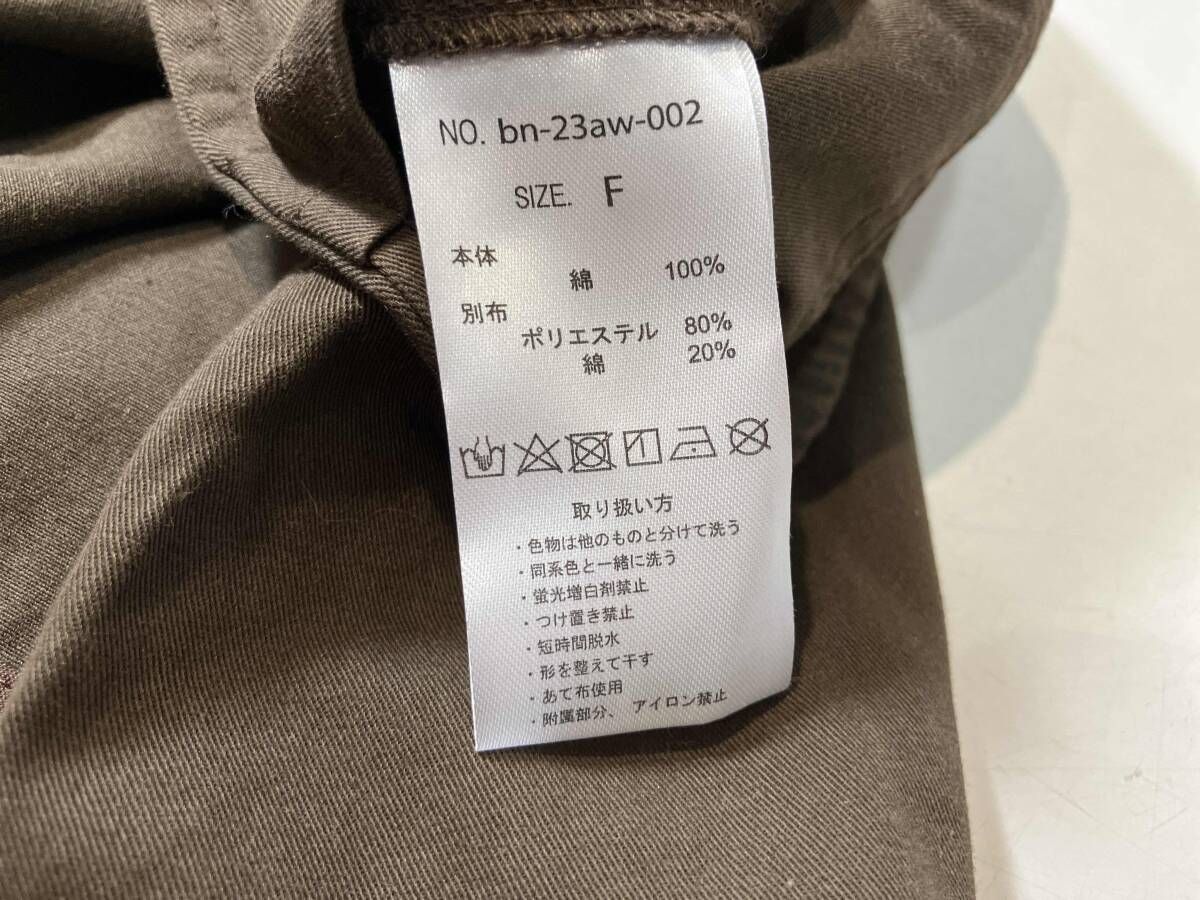 NO. bn-23aw-002
SIZE. F
本体
綿 100%
別布
ポリエステル 80%
綿 20%
取り扱い方
・色物は他のものと分けて洗う
・同系色と一緒に洗う
・蛍光増白剤禁止
・つけ置き禁止
・短時間脱水
・形を整えて干す
・あて布使用
・附属部分、 アイロン禁止